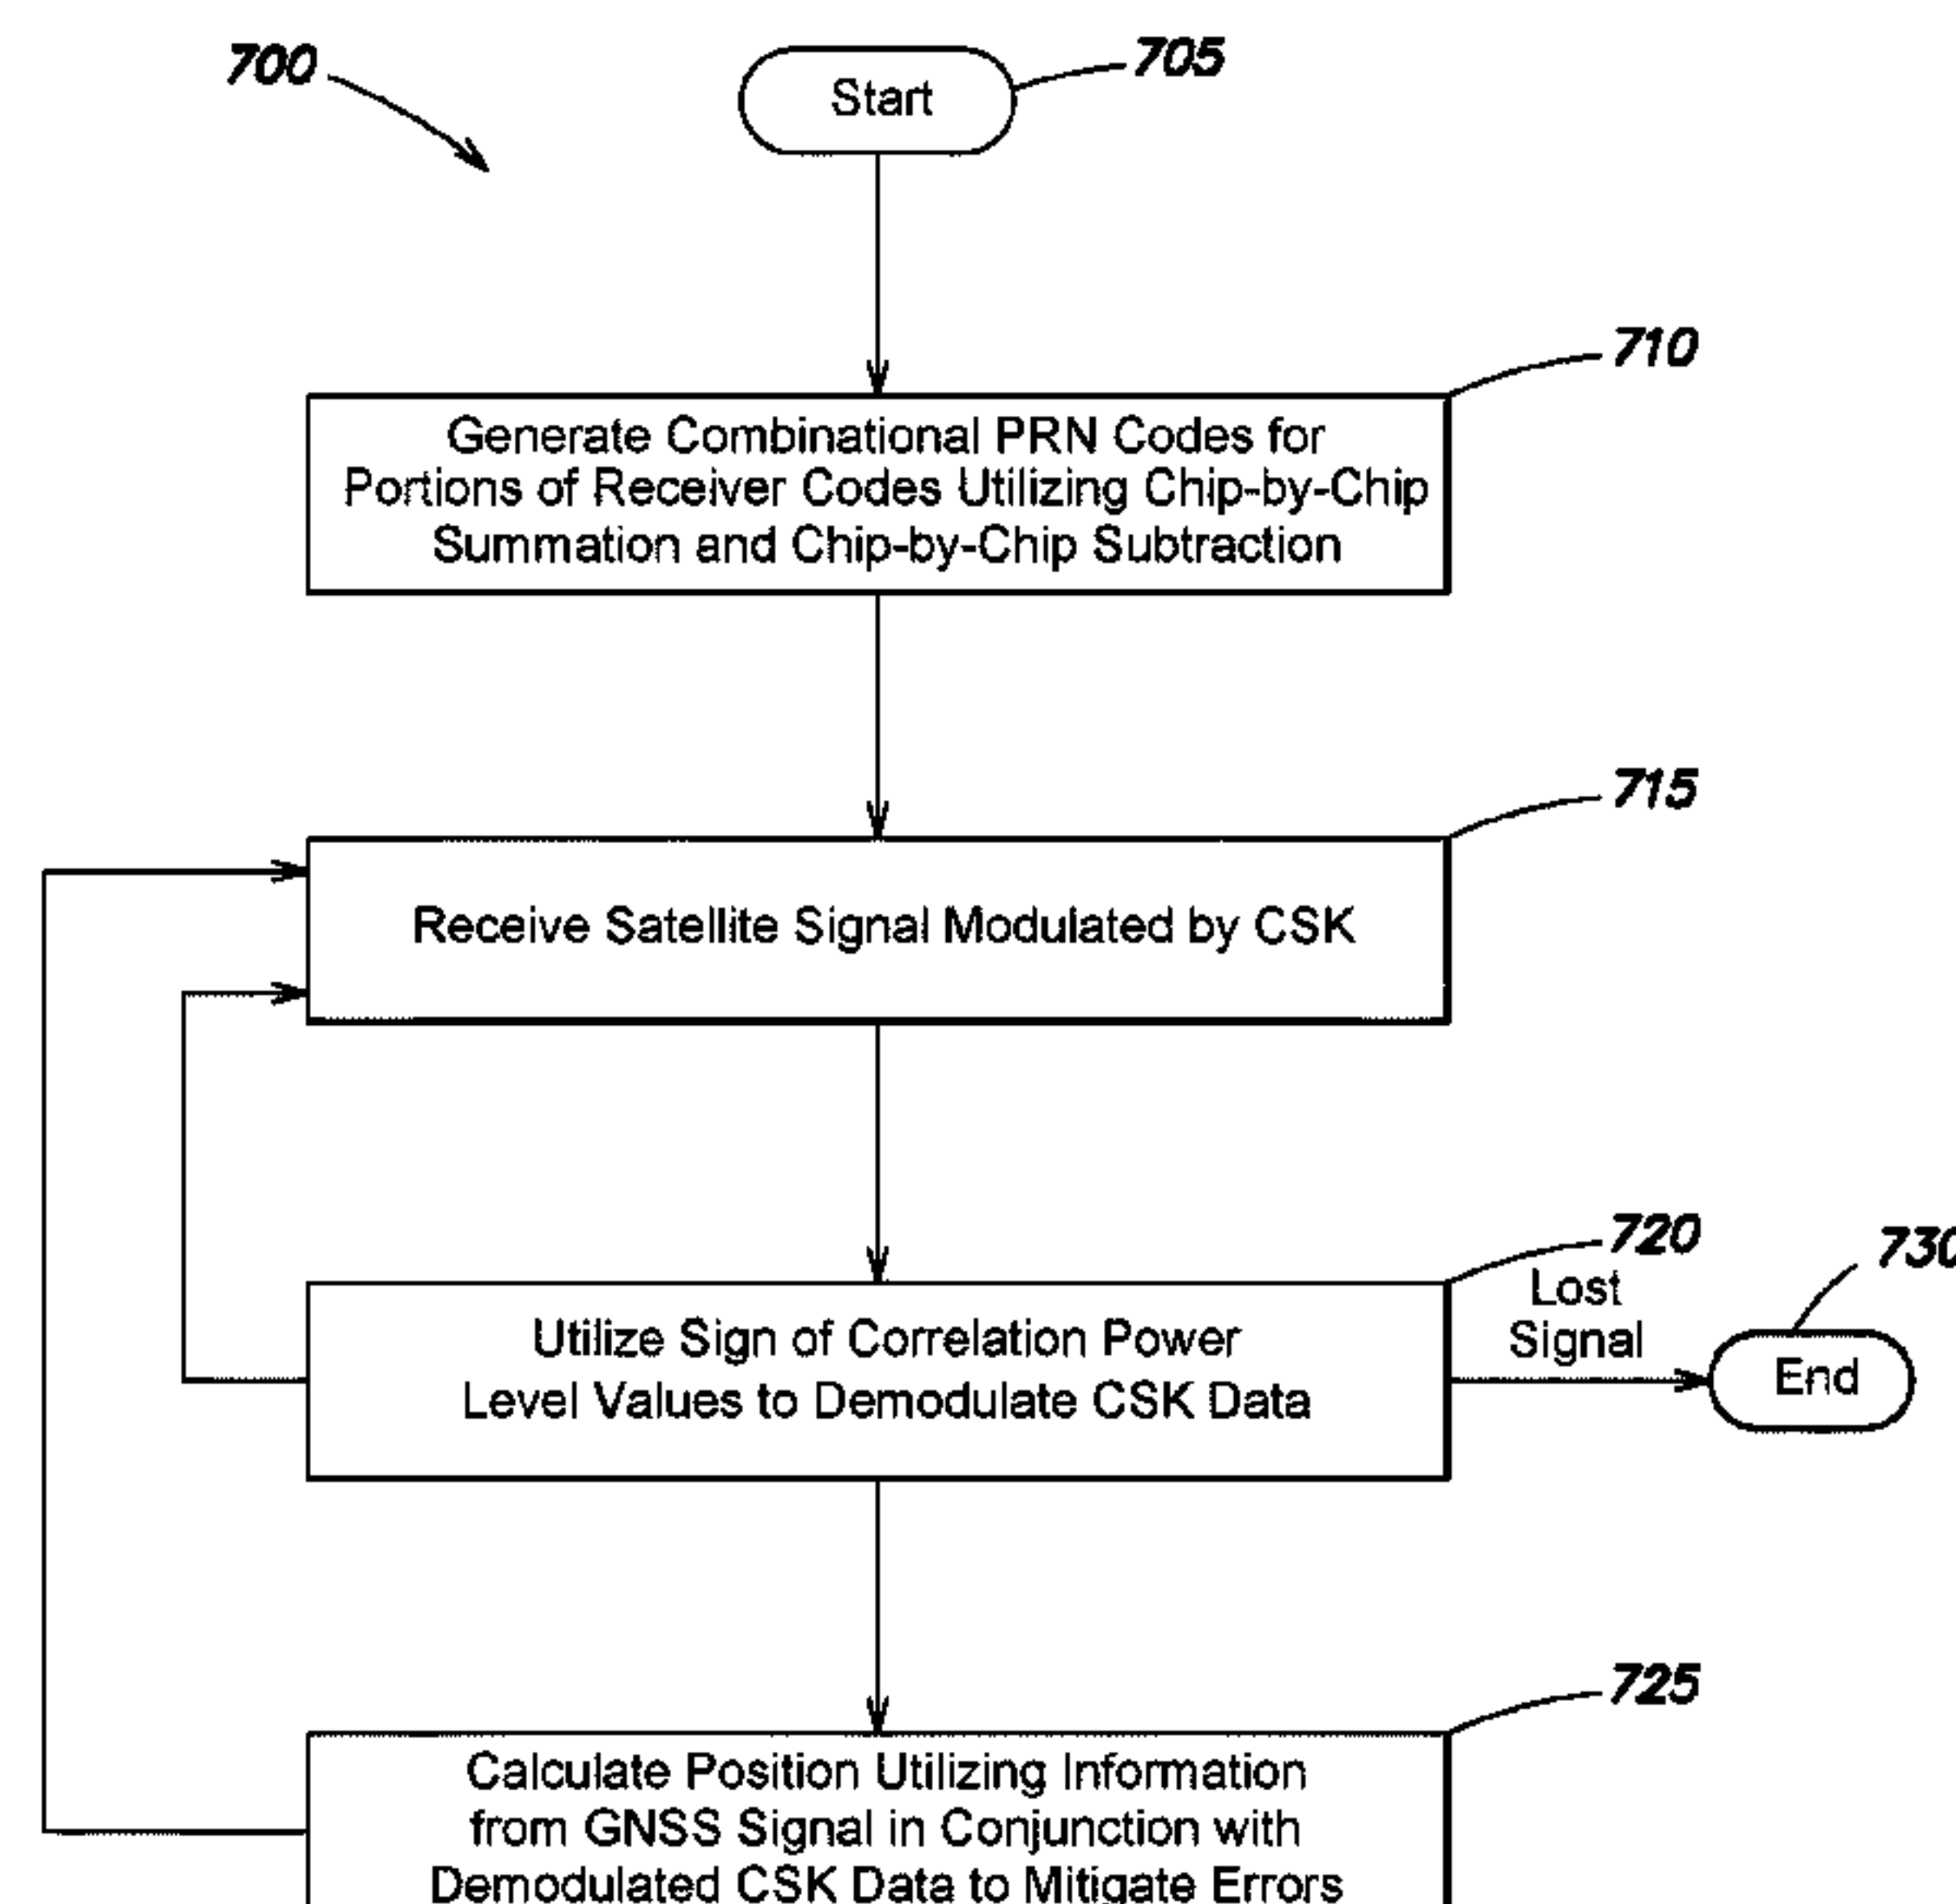 700
Start
705
710
Generate Combinational PRN Codes for
Portions of Receiver Codes Utilizing Chip-by-Chip
Summation and Chip-by-Chip Subtraction
715
Receive Satellite Signal Modulated by CSK
720
Lost
Signal
730
End
Utilize Sign of Correlation Power
Level Values to Demodulate CSK Data
725
Calculate Position Utilizing Information
from GNSS Signal in Conjunction with
Demodulated CSK Data to Mitigate Errors